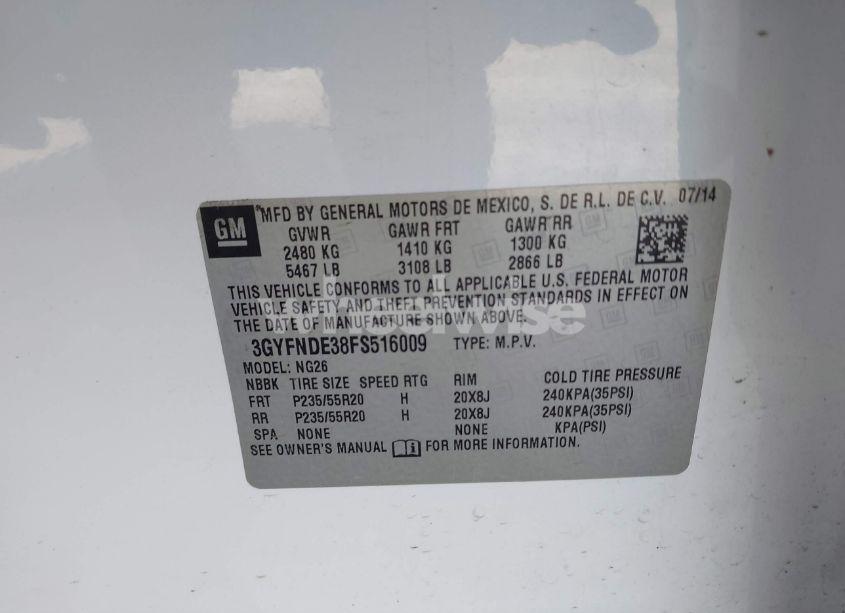 GM
*MFD BY GENERAL MOTORS DE MEXICO, S. DE R.L. DE C.V. 07/14
GVWR GAWR FRT GAWR RR
2480 KG 1410 KG 1300 KG
5467 LB 3108 LB 2866 LB
THIS VEHICLE CONFORMS TO ALL APPLICABLE U.S. FEDERAL MOTOR
VEHICLE SAFETY AND THEFT PREVENTION STANDARDS IN EFFECT ON
THE DATE OF MANUFACTURE SHOWN ABOVE.
wheelwise
3GYFNDE38FS516009 TYPE: M.P.V.
MODEL: NG26
NBBK TIRE SIZE SPEED RTG RIM COLD TIRE PRESSURE
FRT P235/55R20 H 20X8J 240KPA(35PSI)
RR P235/55R20 H 20X8J 240KPA(35PSI)
SPA NONE NONE KPA(PSI)
SEE OWNER'S MANUAL FOR MORE INFORMATION.